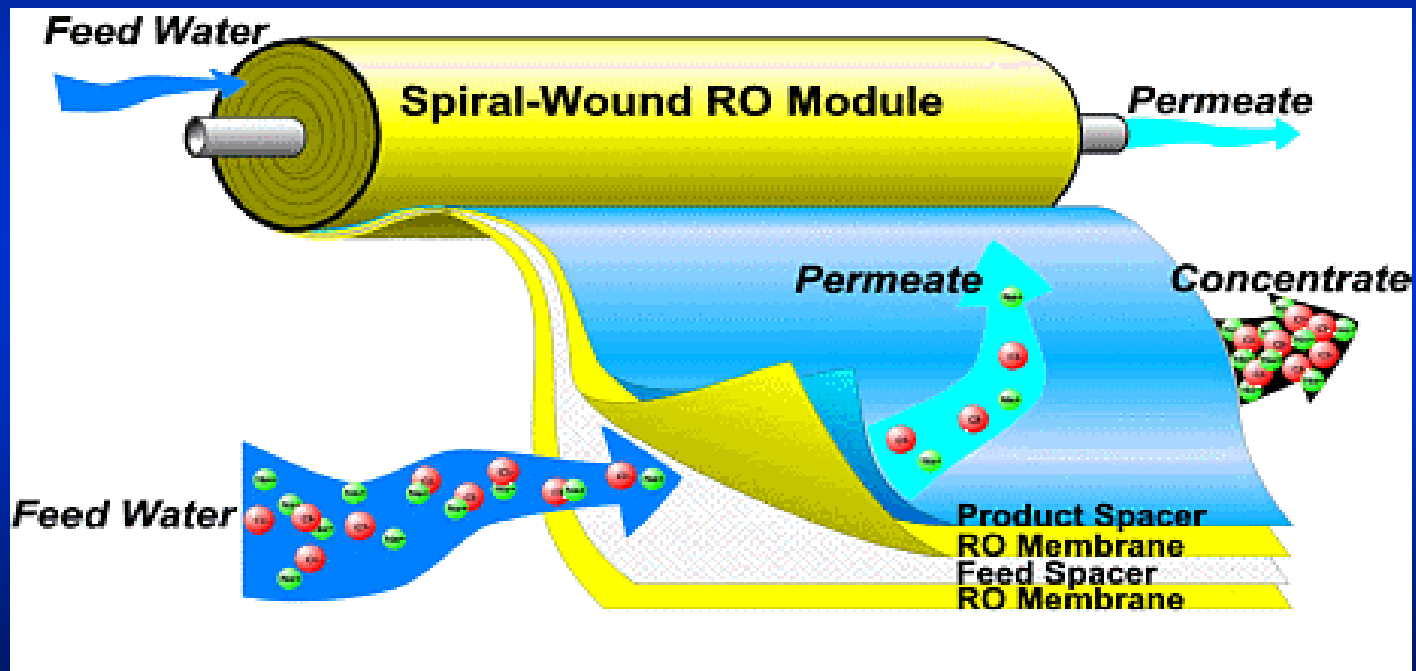 Feed Water
Spiral-Wound RO Module
Permeate
Permeate
Concentrate
Feed Water
Product Spacer
RO Membrane
Feed Spacer
RO Membrane